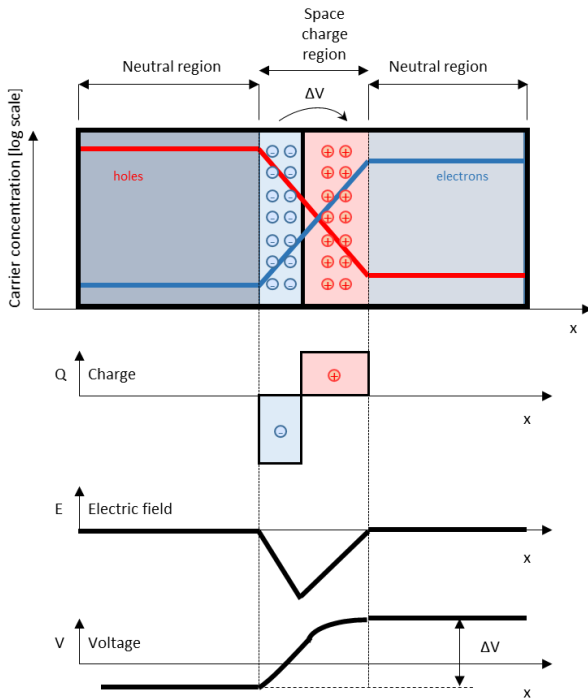 Space
charge
region
Neutral region
Neutral region
ΔV
Carrier concentration [log scale]
holes
electrons
x
Q
Charge
x
E
Electric field
x
V
Voltage
ΔV
x